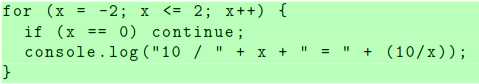 for (x = -2; x <= 2; x++) {
  if (x == 0) continue;
  console.log("10 / " + x + " = " + (10/x));
}